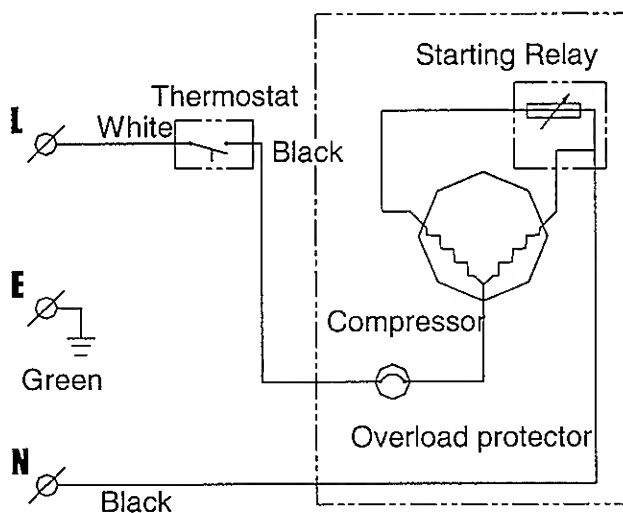 Starting Relay
Thermostat
L
White
Black
E
Compressor
Green
Overload protector
N
Black